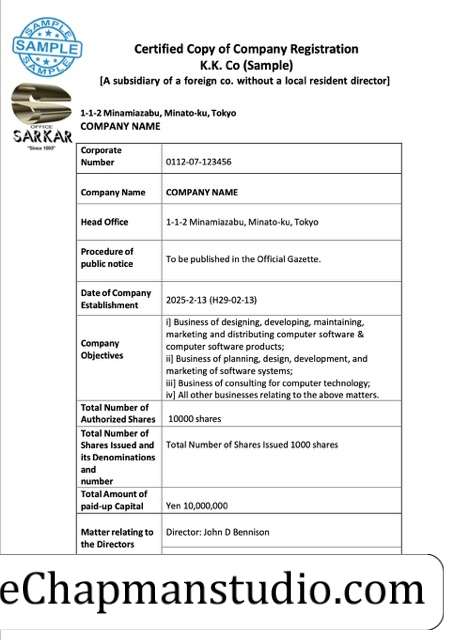 SAMPLE
SAMPLE
SAMPLE
Certified Copy of Company Registration
K.K. Co (Sample)
[A subsidiary of a foreign co. without a local resident director]
OFFICE
SARKAR
1-1-2 Minamiazabu, Minato-ku, Tokyo
COMPANY NAME
Corporate
Number
0112-07-123456
Company Name
COMPANY NAME
Head Office
1-1-2 Minamiazabu, Minato-ku, Tokyo
Procedure of
public notice
To be published in the Official Gazette.
Date of Company
Establishment
2025-2-13 (H29-02-13)
Company
Objectives
i] Business of designing, developing, maintaining,
marketing and distributing computer software &
computer software products;
ii] Business of planning, design, development, and
marketing of software systems;
iii] Business of consulting for computer technology;
iv] All other businesses relating to the above matters.
Total Number of
Authorized Shares
10000 shares
Total Number of
Shares Issued and
its Denominations
and
number
Total Number of Shares Issued 1000 shares
Total Amount of
paid-up Capital
Yen 10,000,000
Matter relating to
the Directors
Director: John D Bennison
eChapmanstudio.com